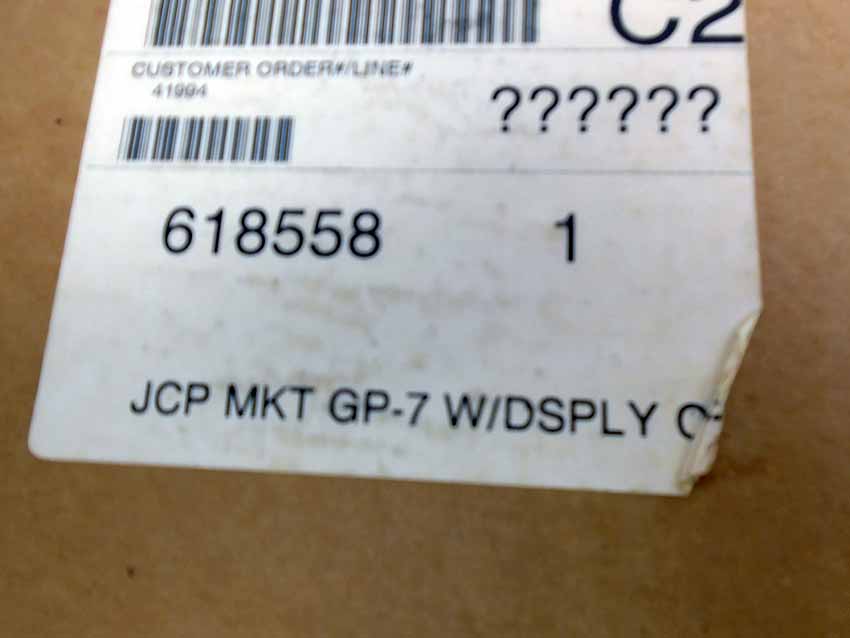 C2
CUSTOMER ORDER#/LINE#
41994
??????
618558 1
JCP MKT GP-7 W/DSPLY